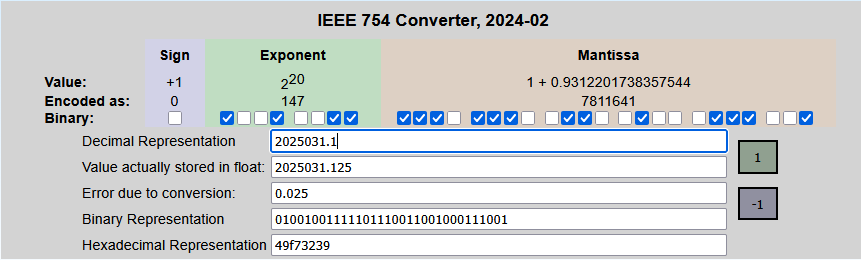 IEEE 754 Converter, 2024-02
Sign Exponent Mantissa
Value: +1 2^20 1 + 0.9312201738357544
Encoded as: 0 147 7811641
Binary:
Decimal Representation 2025031.1
Value actually stored in float: 2025031.125
1
Error due to conversion: 0.025
Binary Representation 01001001111101110011001000111001
-1
Hexadecimal Representation 49f73239